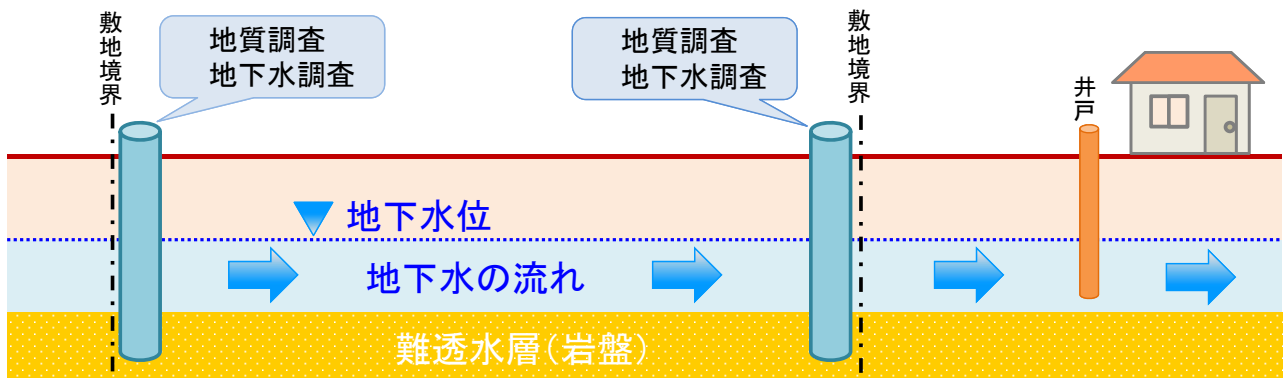 敷地境界
地質調査
地下水調査
地質調査
地下水調査
敷地境界
井戸
地下水位
地下水の流れ
難透水層(岩盤)